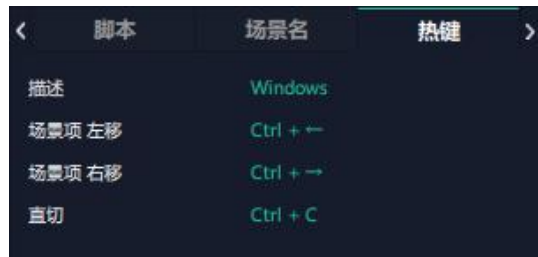 ‹ 脚本 场景名 热键 ›
描述 Windows
场景项 左移 Ctrl + ←
场景项 右移 Ctrl + →
直切 Ctrl + C